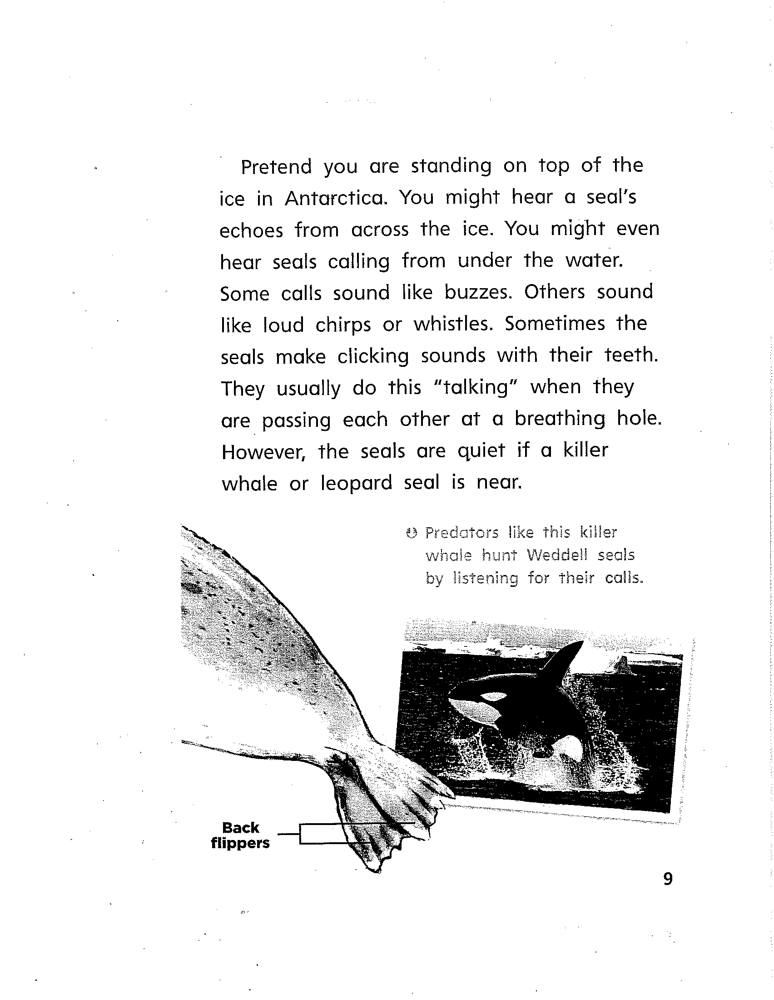 Pretend you are standing on top of the
ice in Antarctica. You might hear a seal's
echoes from across the ice. You might even
hear seals calling from under the water.
Some calls sound like buzzes. Others sound
like loud chirps or whistles. Sometimes the
seals make clicking sounds with their teeth.
They usually do this "talking" when they
are passing each other at a breathing hole.
However, the seals are quiet if a killer
whale or leopard seal is near.
Predators like this killer
whale hunt Weddell seals
by listening for their calls.
Back
flippers
9